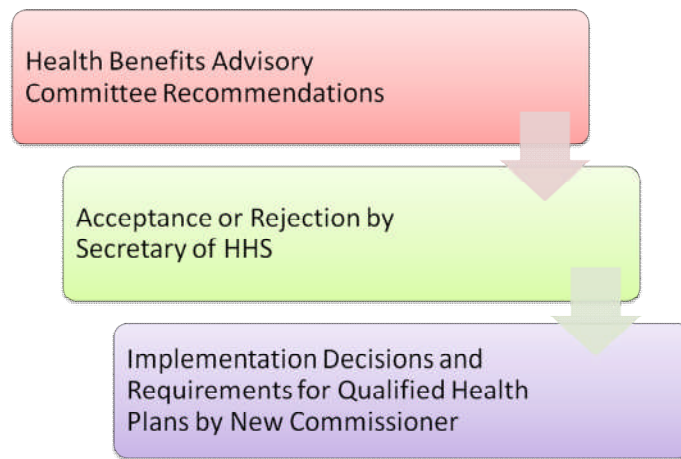 Health Benefits Advisory
Committee Recommendations
Acceptance or Rejection by
Secretary of HHS
Implementation Decisions and
Requirements for Qualified Health
Plans by New Commissioner